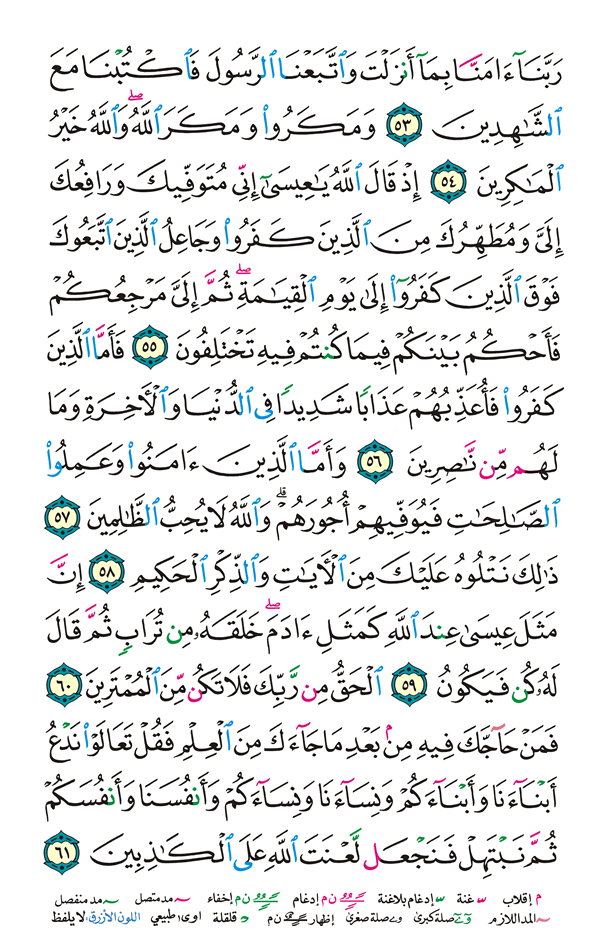 رَبَّنَآ ءَامَنَّا بِمَآ أَنزَلْتَ وَٱتَّبَعْنَا ٱلرَّسُولَ فَٱكْتُبْنَا مَعَ
ٱلشَّٰهِدِينَ ٥٣ وَمَكَرُوا۟ وَمَكَرَ ٱللَّهُ ۖ وَٱللَّهُ خَيْرُ
ٱلْمَٰكِرِينَ ٥٤ إِذْ قَالَ ٱللَّهُ يَٰعِيسَىٰٓ إِنِّى مُتَوَفِّيكَ وَرَافِعُكَ
إِلَىَّ وَمُطَهِّرُكَ مِنَ ٱلَّذِينَ كَفَرُوا۟ وَجَاعِلُ ٱلَّذِينَ ٱتَّبَعُوكَ
فَوْقَ ٱلَّذِينَ كَفَرُوٓا۟ إِلَىٰ يَوْمِ ٱلْقِيَٰمَةِ ۖ ثُمَّ إِلَىَّ مَرْجِعُكُمْ
فَأَحْكُمُ بَيْنَكُمْ فِيمَا كُنتُمْ فِيهِ تَخْتَلِفُونَ ٥٥ فَأَمَّا ٱلَّذِينَ
كَفَرُوا۟ فَأُعَذِّبُهُمْ عَذَابًا شَدِيدًا فِى ٱلدُّنْيَا وَٱلْءَاخِرَةِ وَمَا
لَهُم مِّن نَّٰصِرِينَ ٥٦ وَأَمَّا ٱلَّذِينَ ءَامَنُوا۟ وَعَمِلُوا۟
ٱلصَّٰلِحَٰتِ فَيُوَفِّيهِمْ أُجُورَهُمْ ۗ وَٱللَّهُ لَا يُحِبُّ ٱلظَّٰلِمِينَ ٥٧
ذَٰلِكَ نَتْلُوهُ عَلَيْكَ مِنَ ٱلْءَايَٰتِ وَٱلذِّكْرِ ٱلْحَكِيمِ ٥٨ إِنَّ
مَثَلَ عِيسَىٰ عِندَ ٱللَّهِ كَمَثَلِ ءَادَمَ ۖ خَلَقَهُۥ مِن تُرَابٍ ثُمَّ قَالَ
لَهُۥ كُن فَيَكُونُ ٥٩ ٱلْحَقُّ مِن رَّبِّكَ فَلَا تَكُن مِّنَ ٱلْمُمْتَرِينَ ٦٠
فَمَنْ حَآجَّكَ فِيهِ مِنۢ بَعْدِ مَا جَآءَكَ مِنَ ٱلْعِلْمِ فَقُلْ تَعَالَوْا۟ نَدْعُ
أَبْنَآءَنَا وَأَبْنَآءَكُمْ وَنِسَآءَنَا وَنِسَآءَكُمْ وَأَنفُسَنَا وَأَنفُسَكُمْ
ثُمَّ نَبْتَهِلْ فَنَجْعَل لَّعْنَتَ ٱللَّهِ عَلَى ٱلْكَٰذِبِينَ ٦١
م إقلاب غنة إدغام بلاغنة ن م إدغام ن م إخفاء مد متصل مد منفصل
المد اللازم صلة كبرى صلة صغرى إظهار ن م قلقلة اوى طبيعي اللون الأزرق: لا يلفظ